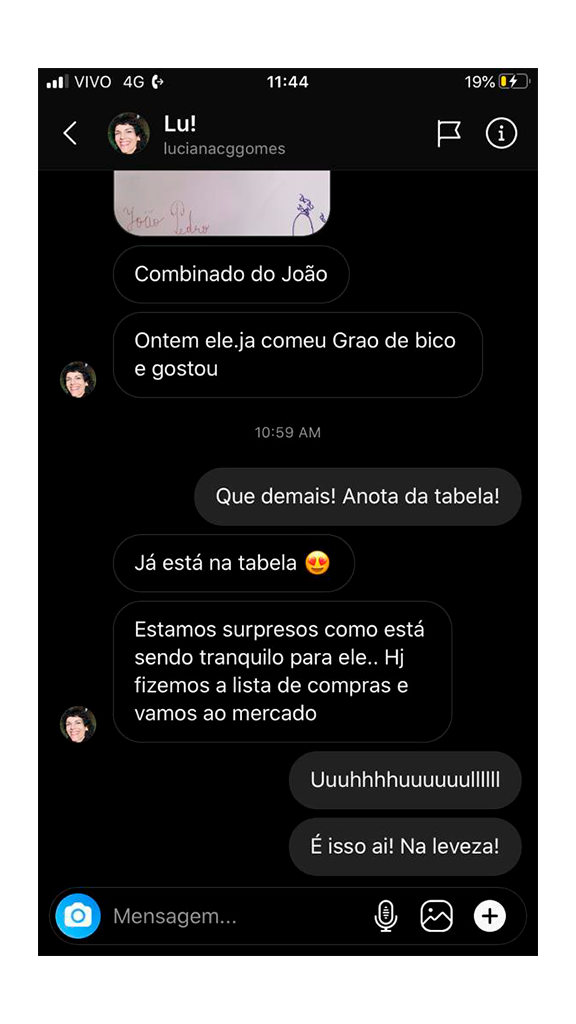 VIVO 4G 11:44 19%
Lu!
lucianacggomes
João Pedro
Combinado do João
Ontem ele.ja comeu Grao de bico
e gostou
10:59 AM
Que demais! Anota da tabela!
Já está na tabela 😍
Estamos surpresos como está
sendo tranquilo para ele.. Hj
fizemos a lista de compras e
vamos ao mercado
Uuuhhhhuuuuuullllll
É isso ai! Na leveza!
Mensagem...